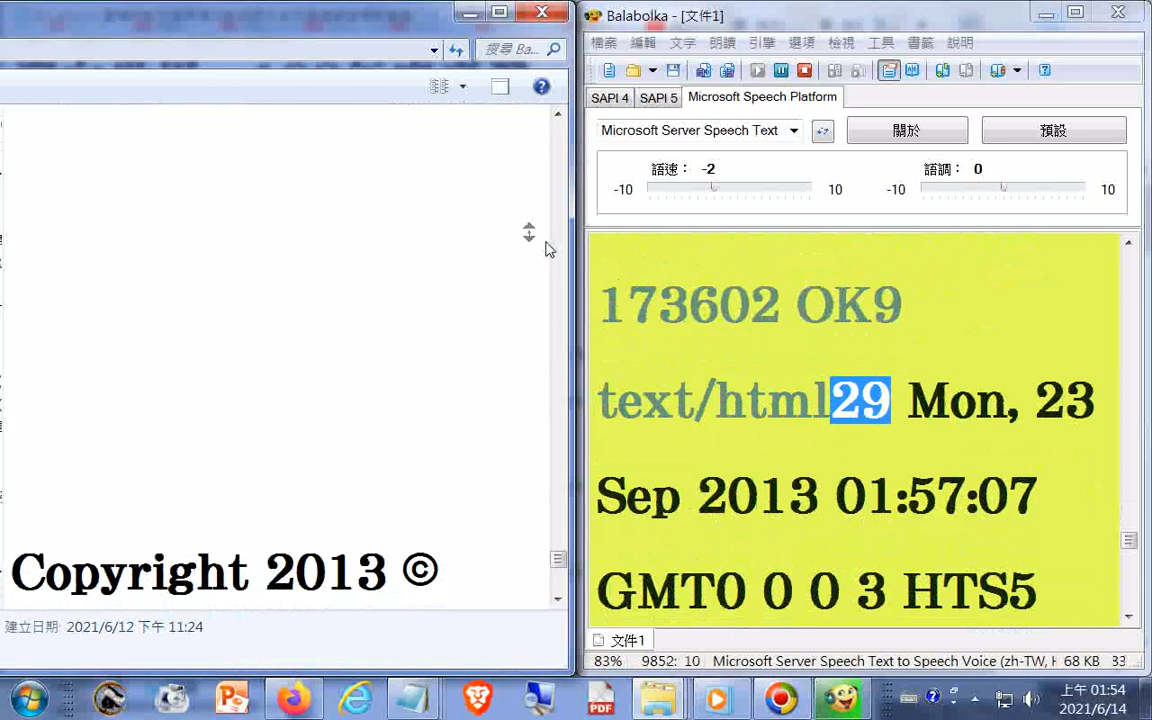 搜尋 Ba...
Copyright 2013 ©
建立日期: 2021/6/12 下午 11:24
Balabolka - [文件1]
檔案 編輯 文字 朗讀 引擎 選項 檢視 工具 書籤 說明
SAPI 4 SAPI 5 Microsoft Speech Platform
Microsoft Server Speech Text 關於 預設
語速： -2 語調： 0
-10 10 -10 10
173602 OK9
text/html29 Mon, 23
Sep 2013 01:57:07
GMT0 0 0 3 HTS5
文件1
83% 9852: 10 Microsoft Server Speech Text to Speech Voice (zh-TW, H 68 KB 33
PDF
上午 01:54
2021/6/14